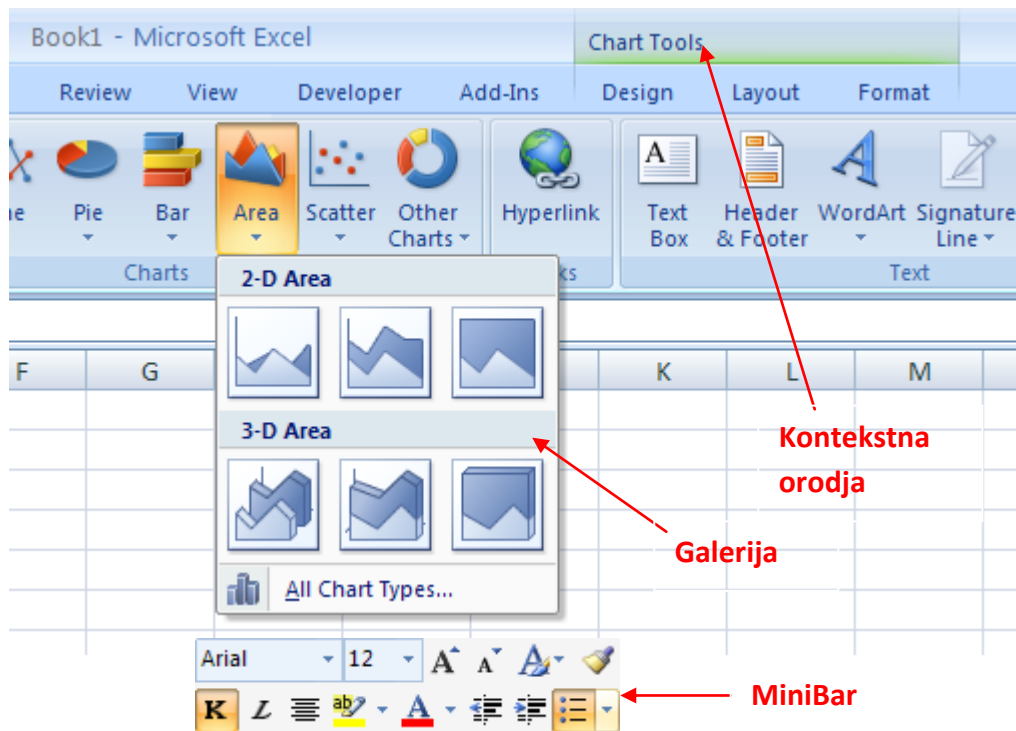 Book1 - Microsoft Excel
Chart Tools
Review View Developer Add-Ins Design Layout Format
Pie Bar Area Scatter Other Charts Hyperlink Text Box Header & Footer WordArt Signature Line
Charts
Text
2-D Area
F G K L M
3-D Area
Kontekstna
orodja
Galerija
All Chart Types...
Arial 12 A A A
K L ab A
MiniBar